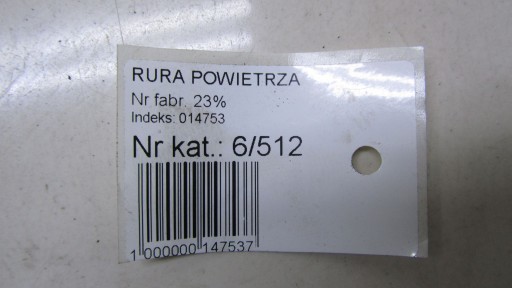 RURA POWIETRZA
Nr fabr. 23%
Indeks: 014753
Nr kat.: 6/512
1 000000 147537